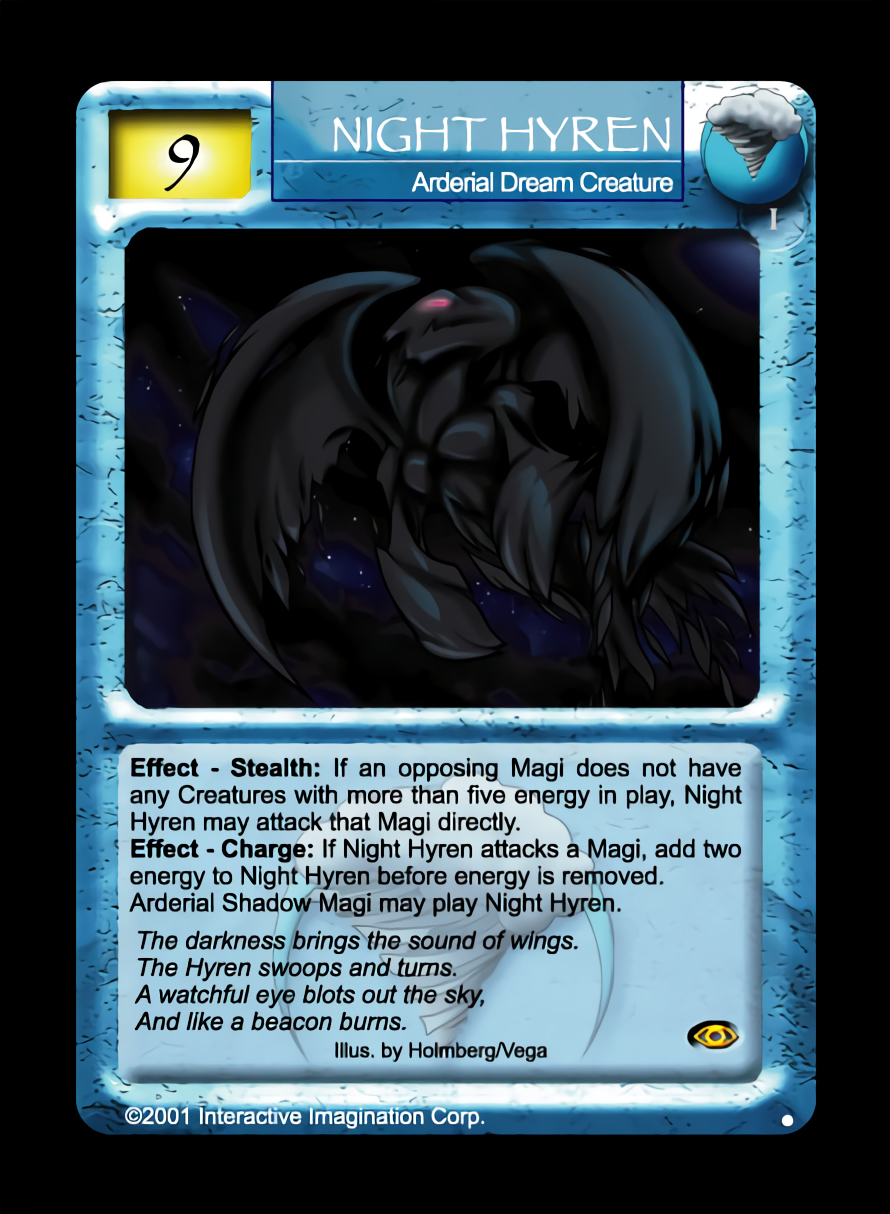 9
NIGHT HYREN
Arderial Dream Creature
I
Effect - Stealth: If an opposing Magi does not have
any Creatures with more than five energy in play, Night
Hyren may attack that Magi directly.
Effect - Charge: If Night Hyren attacks a Magi, add two
energy to Night Hyren before energy is removed.
Arderial Shadow Magi may play Night Hyren.
The darkness brings the sound of wings.
The Hyren swoops and turns.
A watchful eye blots out the sky,
And like a beacon burns.
Illus. by Holmberg/Vega
©2001 Interactive Imagination Corp.